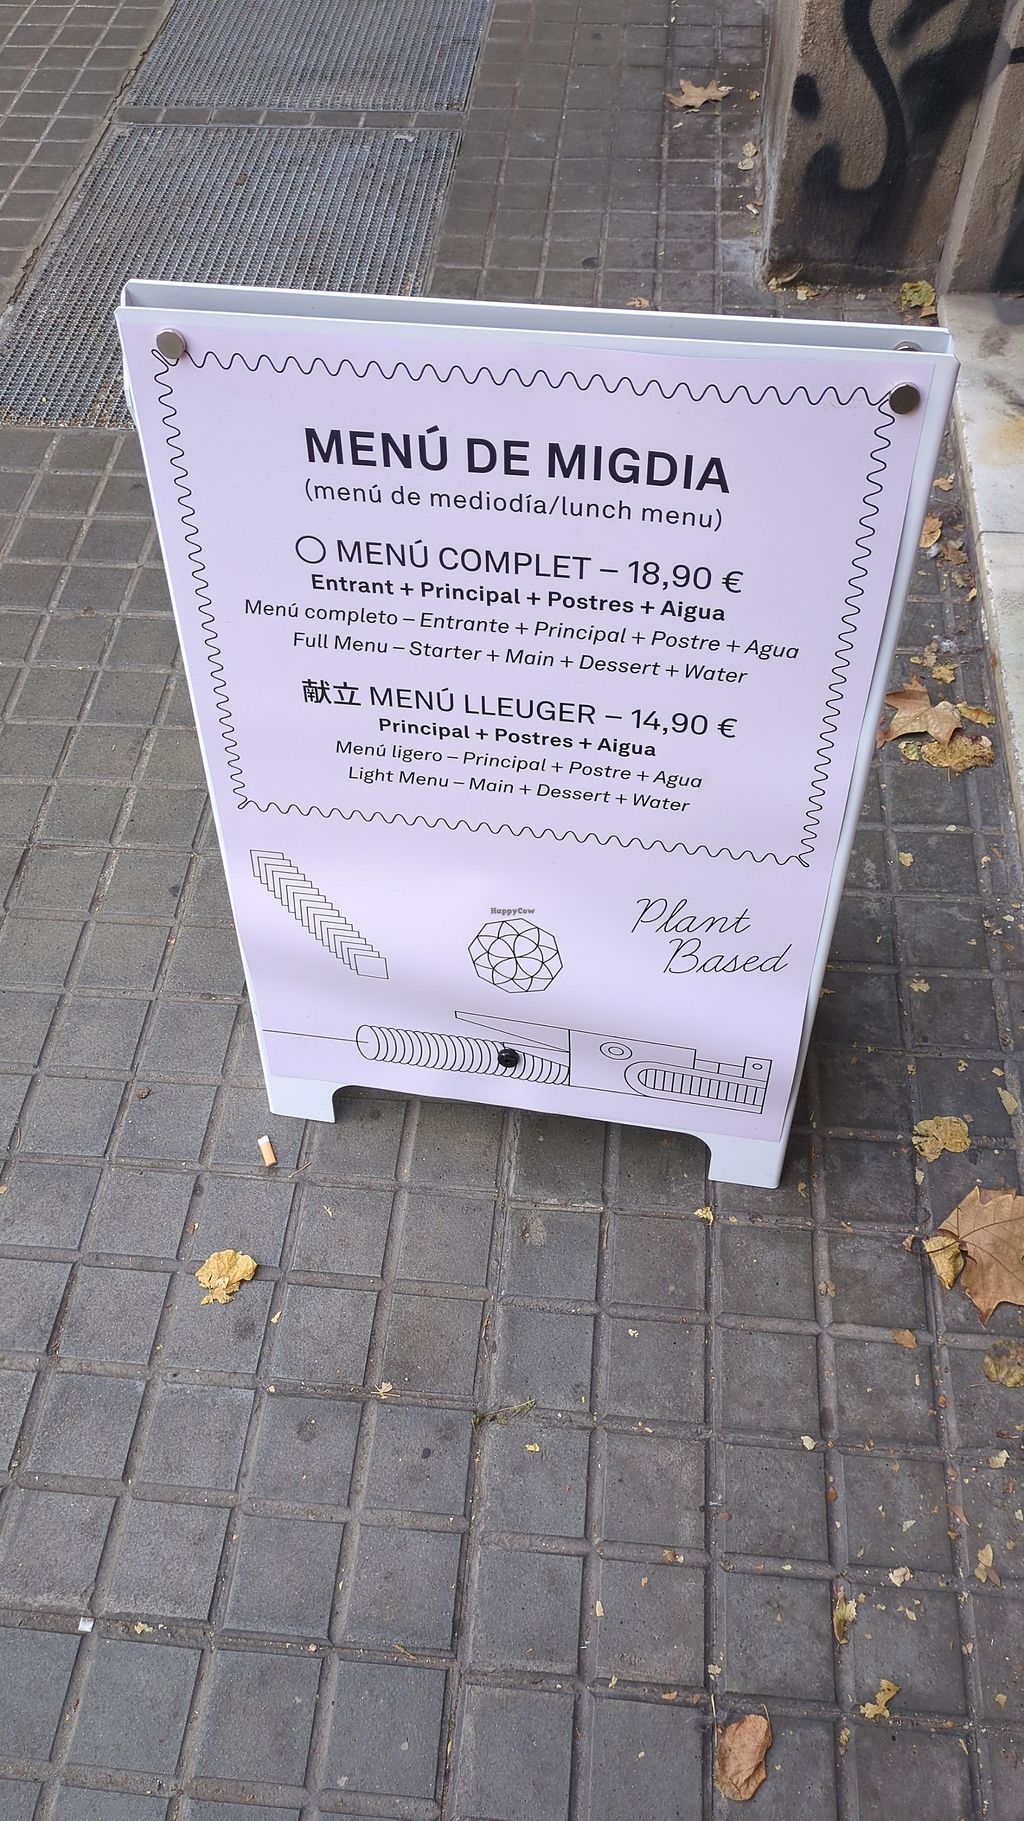 MENÚ DE MIGDIA
(menú de mediodía/lunch menu)
◯ MENÚ COMPLET – 18,90 €
Entrant + Principal + Postres + Aigua
Menú completo – Entrante + Principal + Postre + Agua
Full Menu – Starter + Main + Dessert + Water
献立 MENÚ LLEUGER – 14,90 €
Principal + Postres + Aigua
Menú ligero – Principal + Postre + Agua
Light Menu – Main + Dessert + Water
HappyCow
Plant
Based